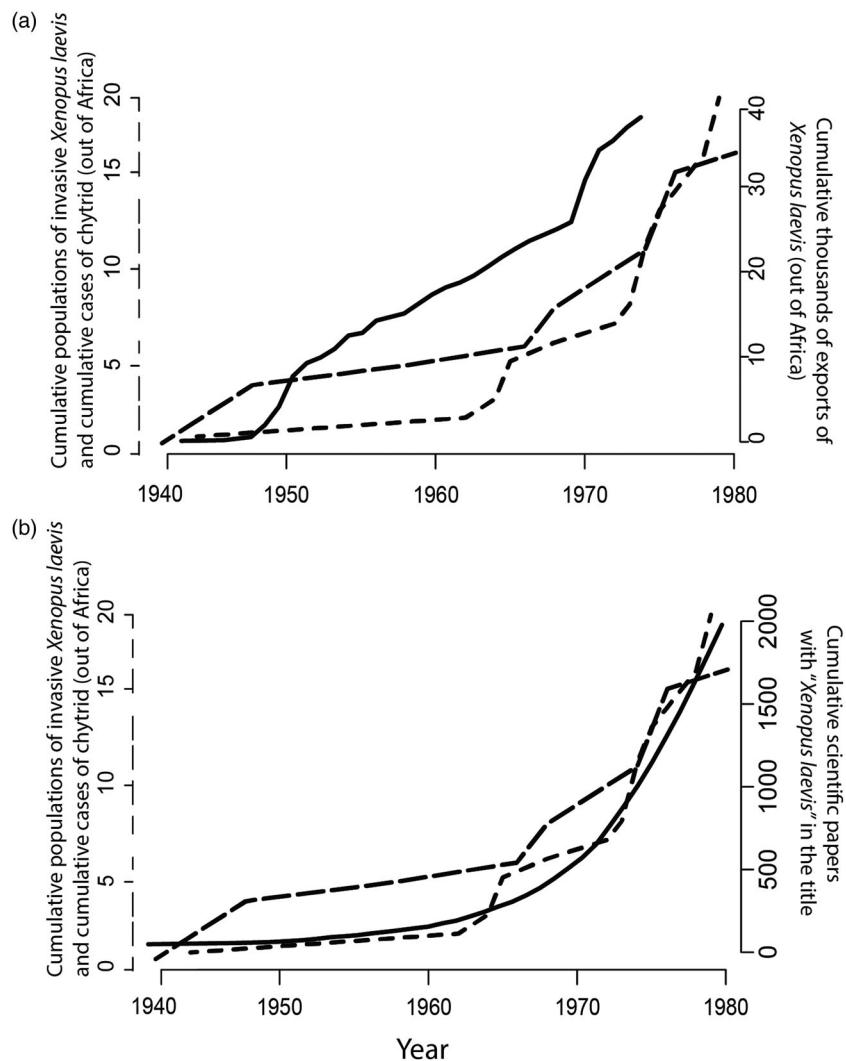 (a)
Cumulative populations of invasive Xenopus laevis
and cumulative cases of chytrid (out of Africa)
20
15
10
5
0
40
30
20
10
0
Cumulative thousands of exports of
Xenopus laevis (out of Africa)
1940 1950 1960 1970 1980
(b)
Cumulative populations of invasive Xenopus laevis
and cumulative cases of chytrid (out of Africa)
20
15
10
5
0
2000
1500
1000
500
0
Cumulative scientific papers
with "Xenopus laevis" in the title
1940 1950 1960 1970 1980
Year